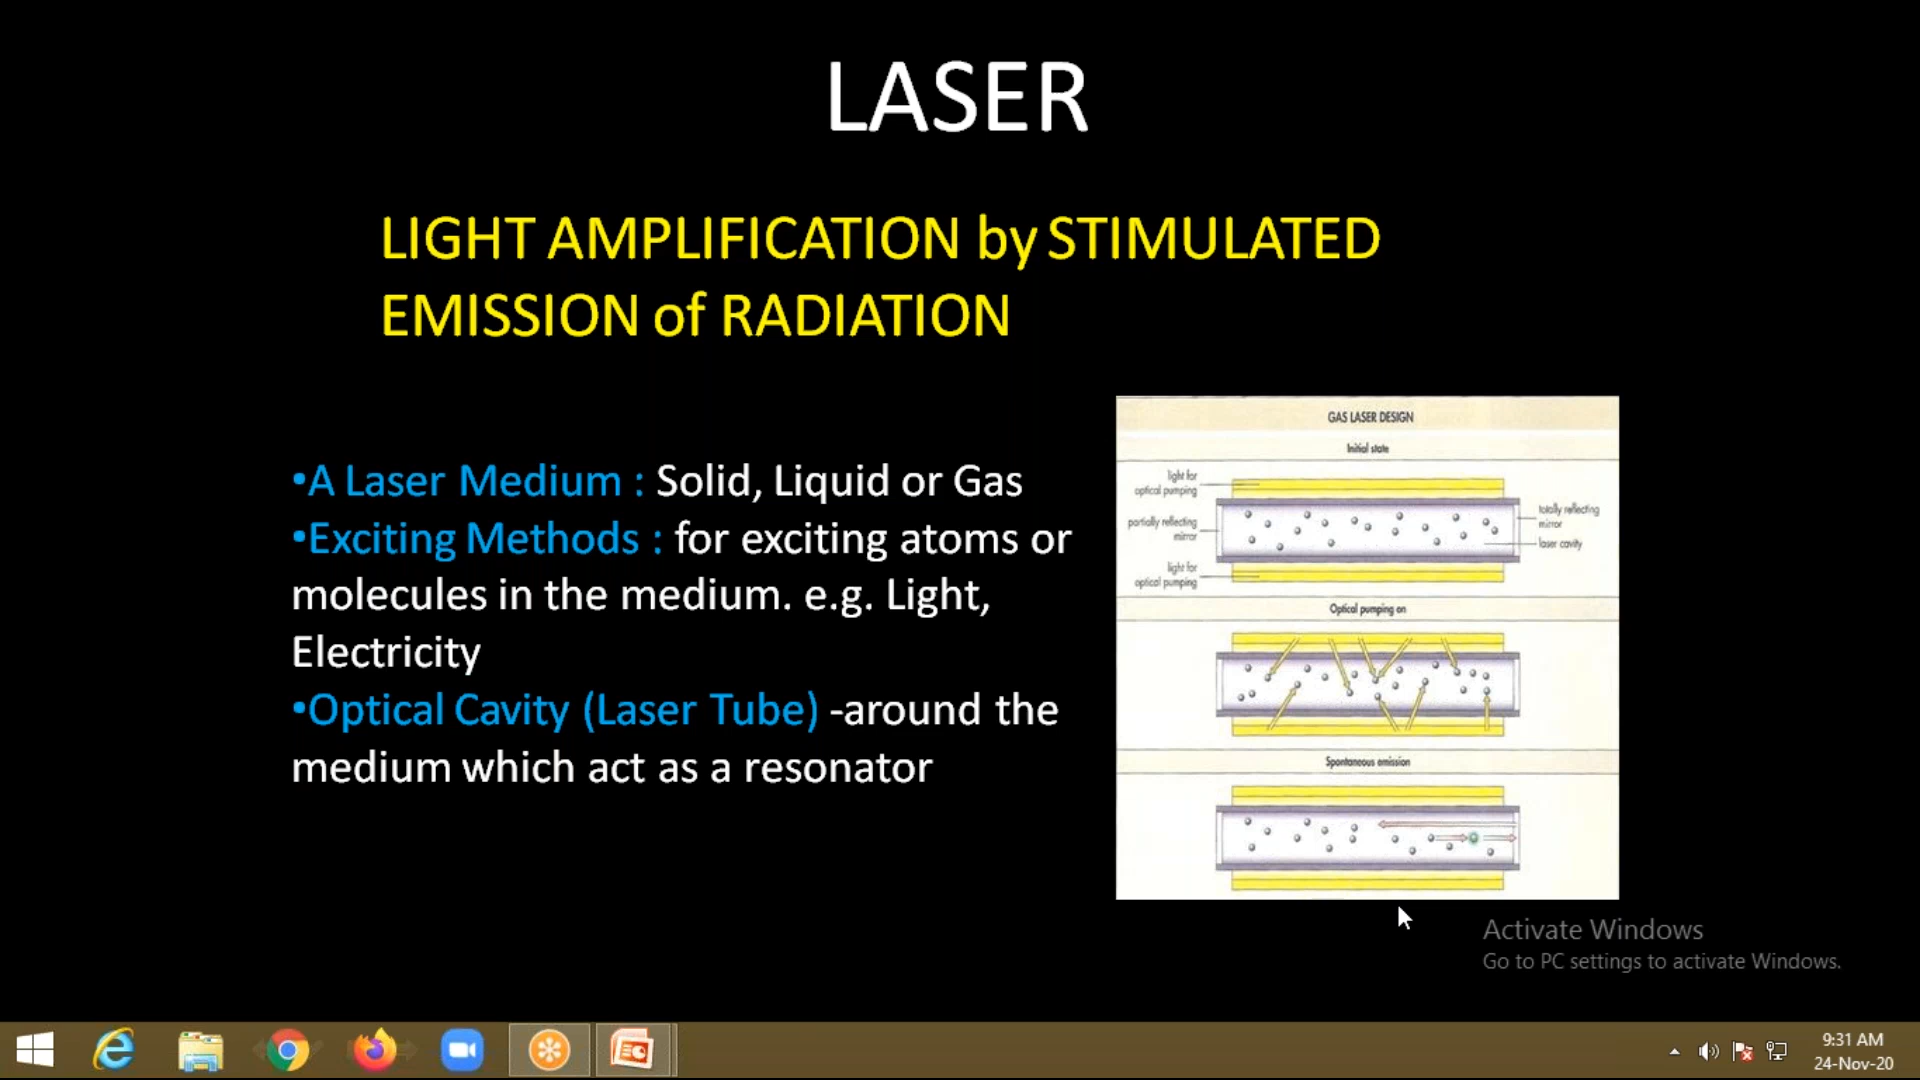 LASER
LIGHT AMPLIFICATION by STIMULATED
EMISSION of RADIATION
•A Laser Medium : Solid, Liquid or Gas
•Exciting Methods : for exciting atoms or
molecules in the medium. e.g. Light,
Electricity
•Optical Cavity (Laser Tube) -around the
medium which act as a resonator
GAS LASER DESIGN
Initial state
light for
optical pumping
partially reflecting
mirror
light for
optical pumping
totally reflecting
mirror
laser cavity
Optical pumping on
Spontaneous emission
Activate Windows
Go to PC settings to activate Windows.
9:31 AM
24-Nov-20